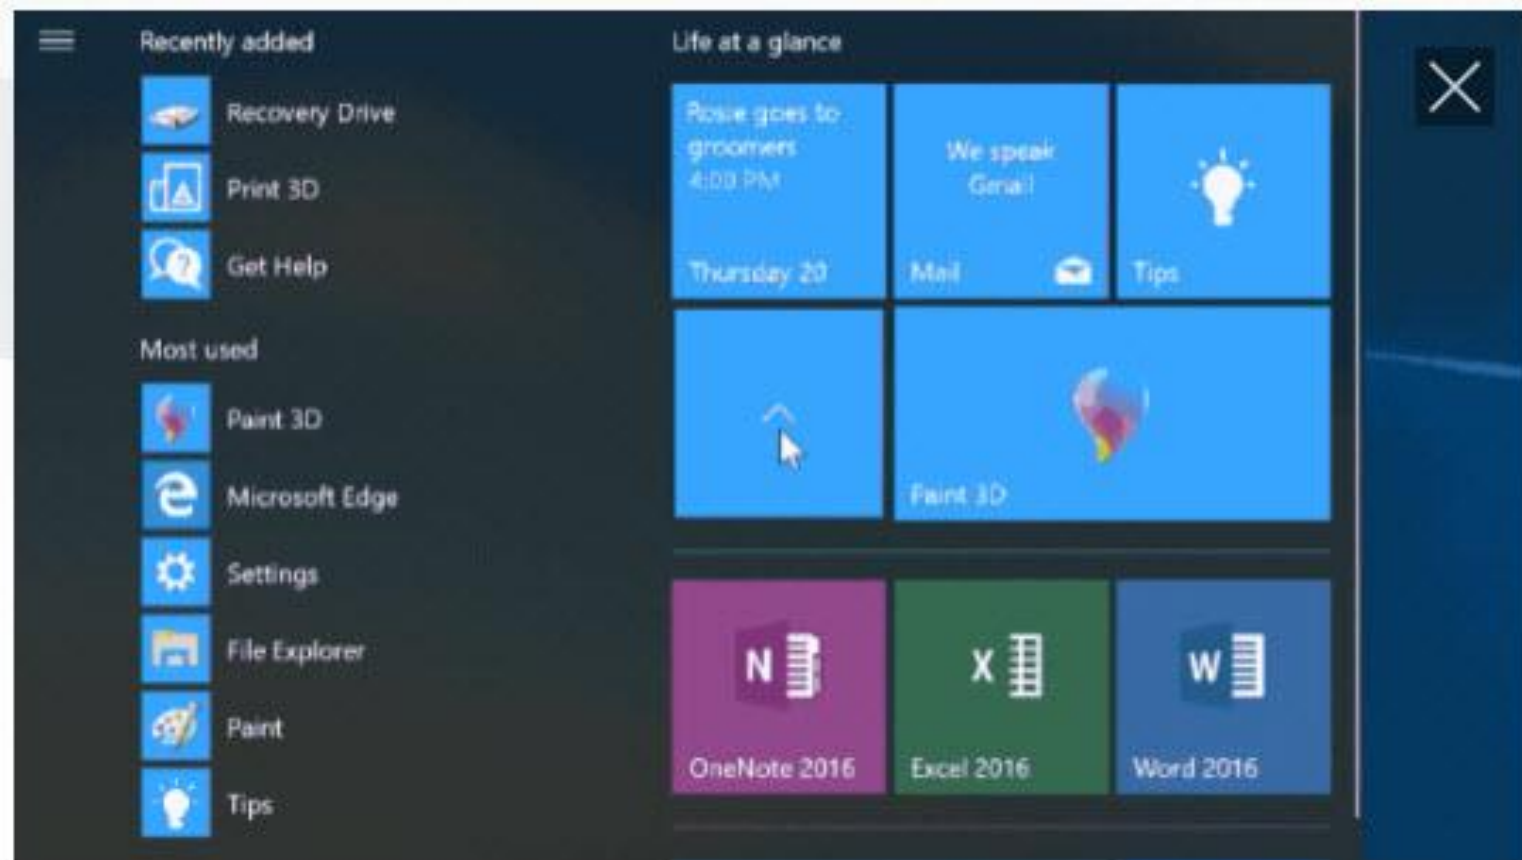 Recently added
Recovery Drive
Print 3D
Get Help
Most used
Paint 3D
Microsoft Edge
Settings
File Explorer
Paint
Tips
Life at a glance
Rosie goes to
groomers
4:00 PM
Thursday 20
We speak
Gmail
Mail
Tips
Paint 3D
N
OneNote 2016
X
Excel 2016
W
Word 2016